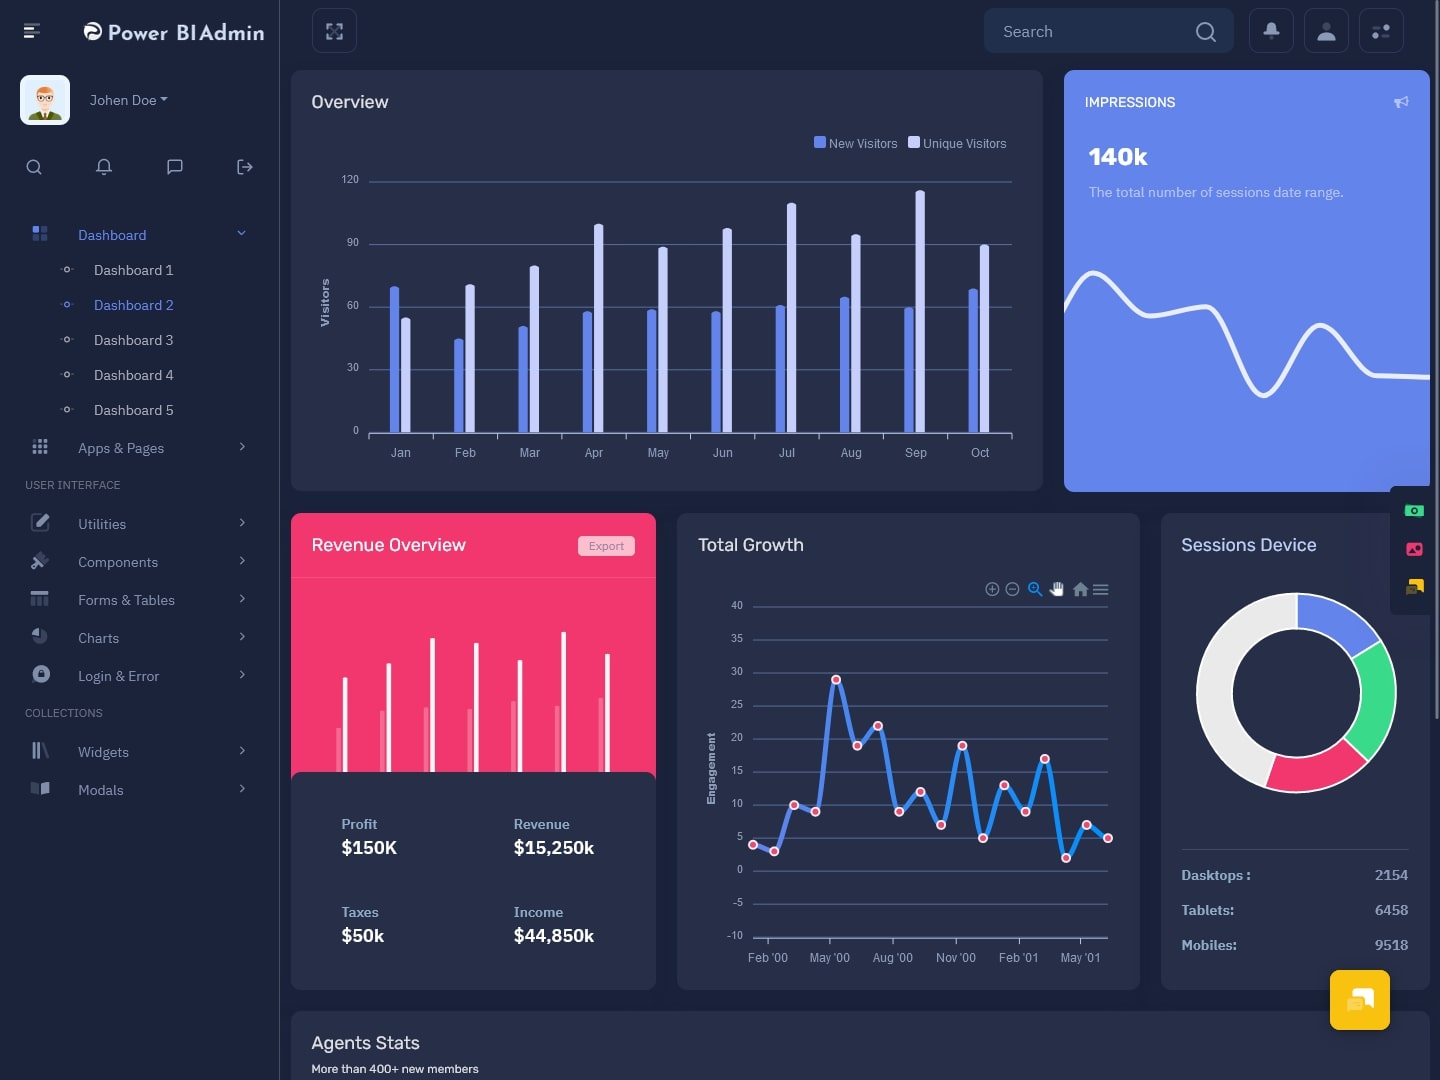 Power BI Admin
Search
Johen Doe
Dashboard
Dashboard 1
Dashboard 2
Dashboard 3
Dashboard 4
Dashboard 5
Apps & Pages
USER INTERFACE
Utilities
Components
Forms & Tables
Charts
Login & Error
COLLECTIONS
Widgets
Modals
Overview
New Visitors Unique Visitors
120
90
60
30
0
Visitors
Jan Feb Mar Apr May Jun Jul Aug Sep Oct
IMPRESSIONS
140k
The total number of sessions date range.
Revenue Overview
Export
Profit Revenue
$150K $15,250k
Taxes Income
$50k $44,850k
Total Growth
40
35
30
25
20
15
10
5
0
-5
-10
Engagement
Feb '00 May '00 Aug '00 Nov '00 Feb '01 May '01
Sessions Device
Dasktops : 2154
Tablets: 6458
Mobiles: 9518
Agents Stats
More than 400+ new members